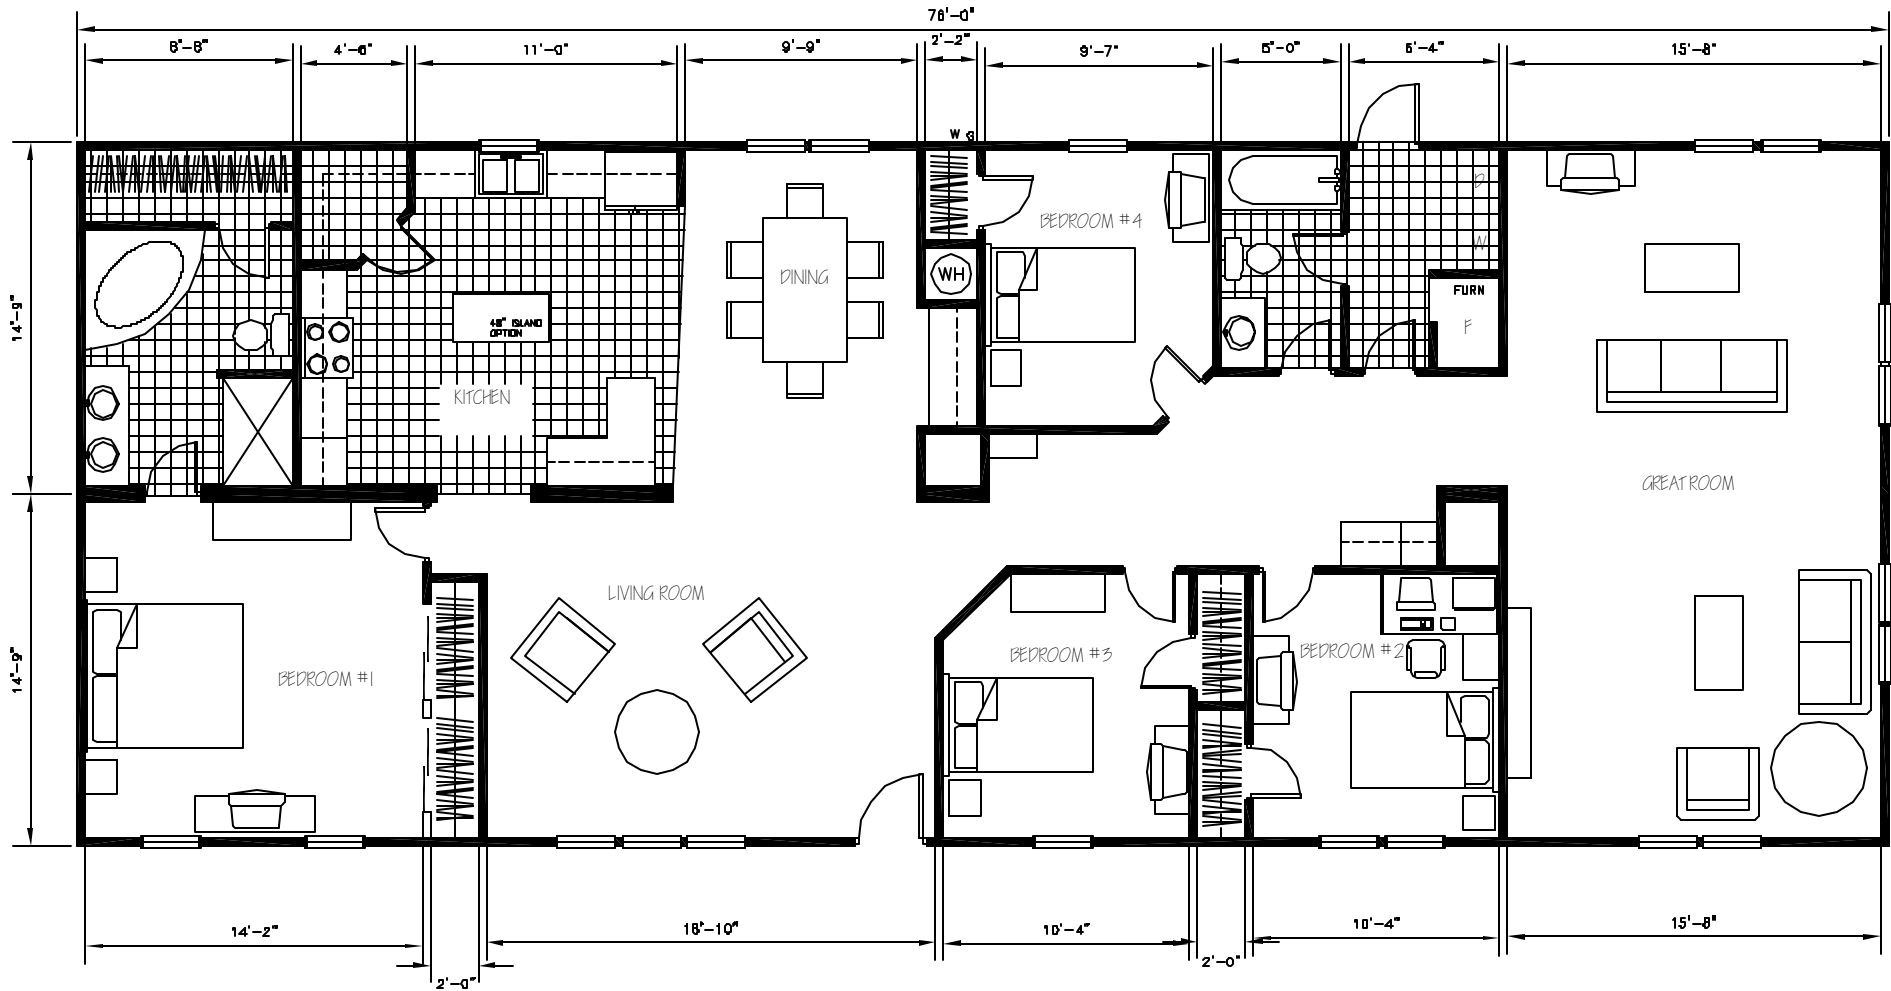 76'-0"
8'-8"
4'-6"
11'-0"
9'-9"
2'-2"
9'-7"
5'-0"
6'-4"
15'-8"
W
BEDROOM #4
D
W
DINING
WH
FURN
F
14'-9"
48" ISLAND
OPTION
KITCHEN
GREAT ROOM
LIVING ROOM
BEDROOM #1
BEDROOM #3
BEDROOM #2
14'-9"
14'-2"
2'-0"
18'-10"
10'-4"
2'-0"
10'-4"
15'-8"